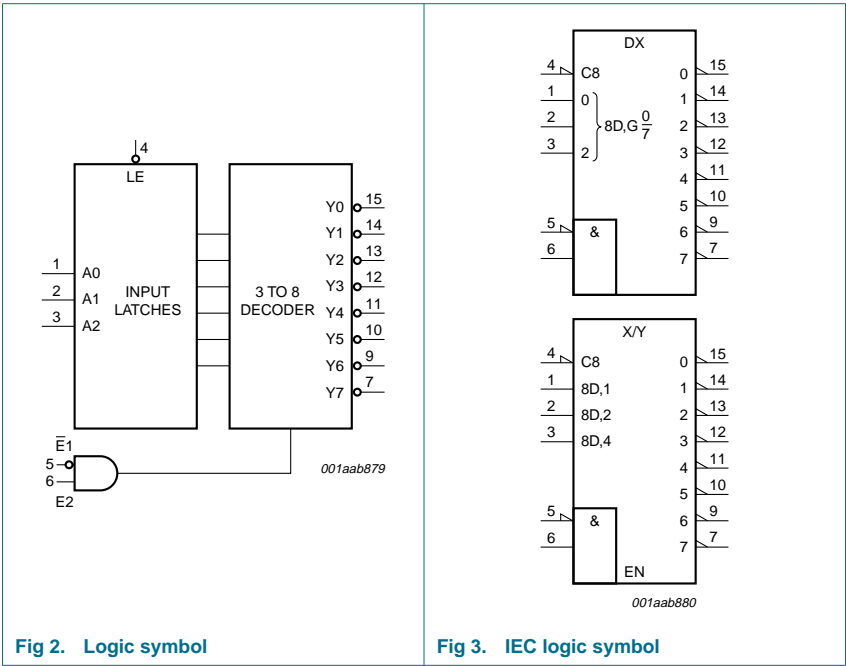 4
LE
1 A0
2 A1
3 A2
INPUT
LATCHES
3 TO 8
DECODER
Y0 15
Y1 14
Y2 13
Y3 12
Y4 11
Y5 10
Y6 9
Y7 7
E̅1
5
6
E2
001aab879
Fig 2. Logic symbol
DX
4 C8 0 15
1 0 1 14
2 8D,G 0/7 2 13
3 2 3 12
4 11
5 10
5 & 6 9
6 7 7
X/Y
4 C8 0 15
1 8D,1 1 14
2 8D,2 2 13
3 8D,4 3 12
4 11
5 10
5 & 6 9
6 7 7
EN
001aab880
Fig 3. IEC logic symbol